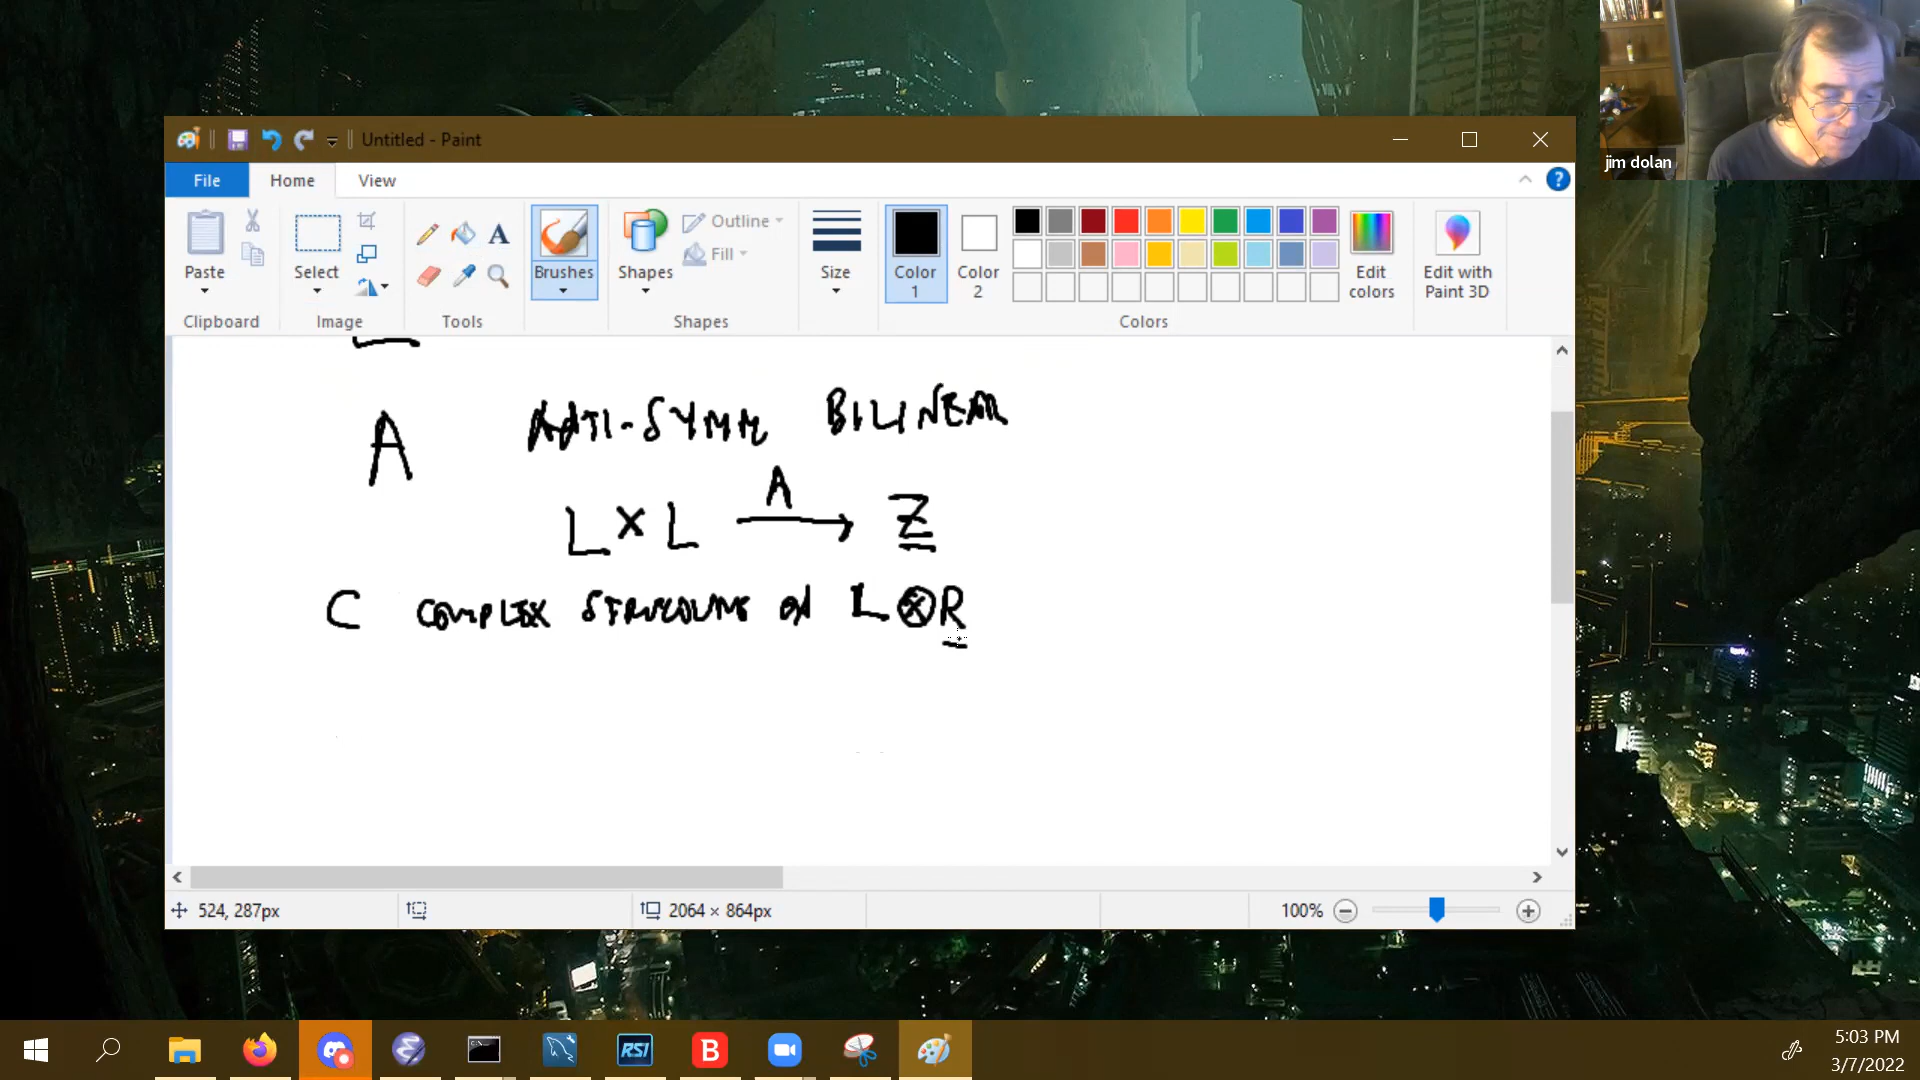 jim dolan
Untitled - Paint
File Home View
Paste Select Brushes Shapes Outline Fill Size Color 1 Color 2 Edit colors Edit with Paint 3D
Clipboard Image Tools Shapes Colors
A ANTI-SYMM BILINEAR
A
L × L → Z
C COMPLEX STRUCTURE ON L ⊗ R
524, 287px 2064 × 864px 100%
RSI B
5:03 PM
3/7/2022